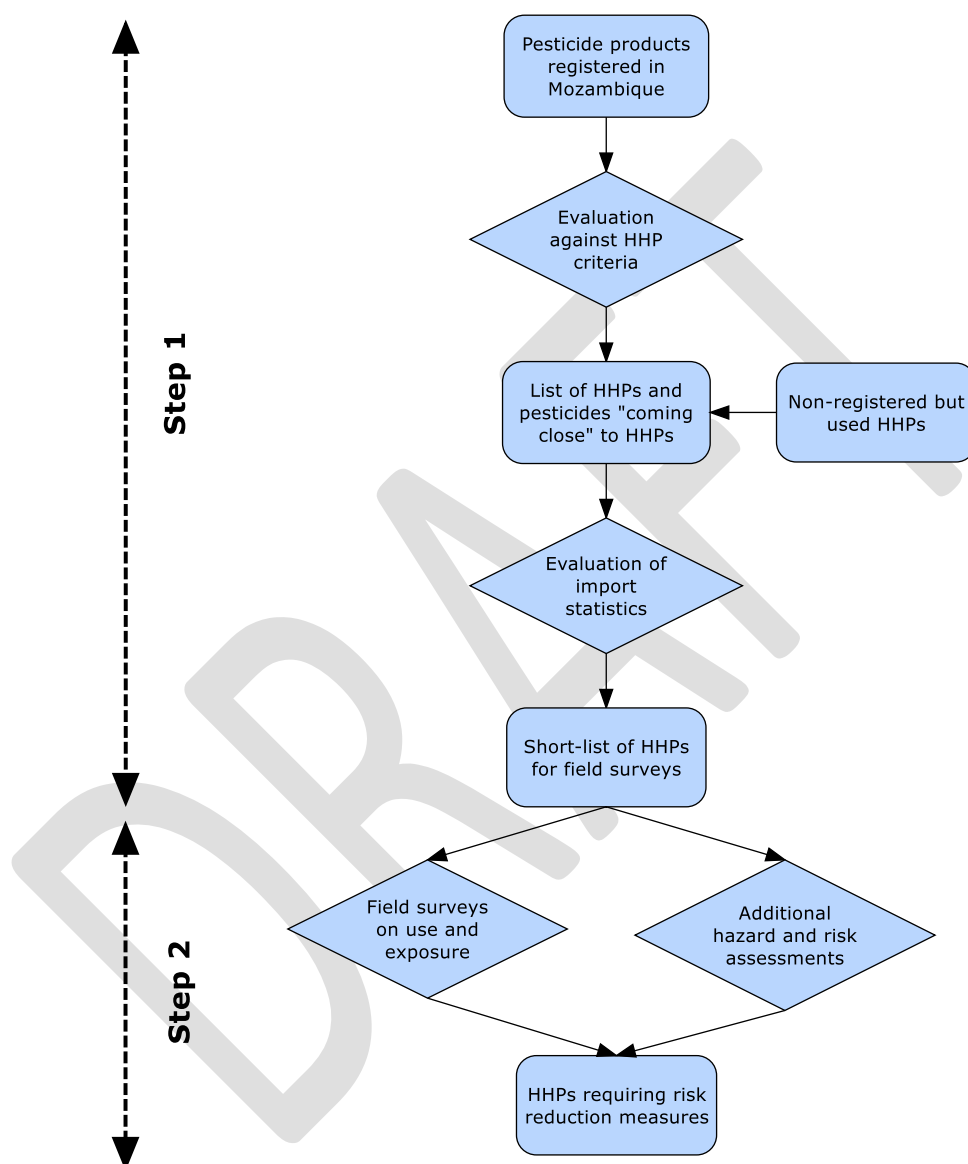 Pesticide products
registered in
Mozambique
Evaluation
against HHP
criteria
Step 1
List of HHPs and
pesticides "coming
close" to HHPs
Non-registered but
used HHPs
Evaluation of
import
statistics
Short-list of HHPs
for field surveys
Step 2
Field surveys
on use and
exposure
Additional
hazard and risk
assessments
HHPs requiring risk
reduction measures
DRAFT